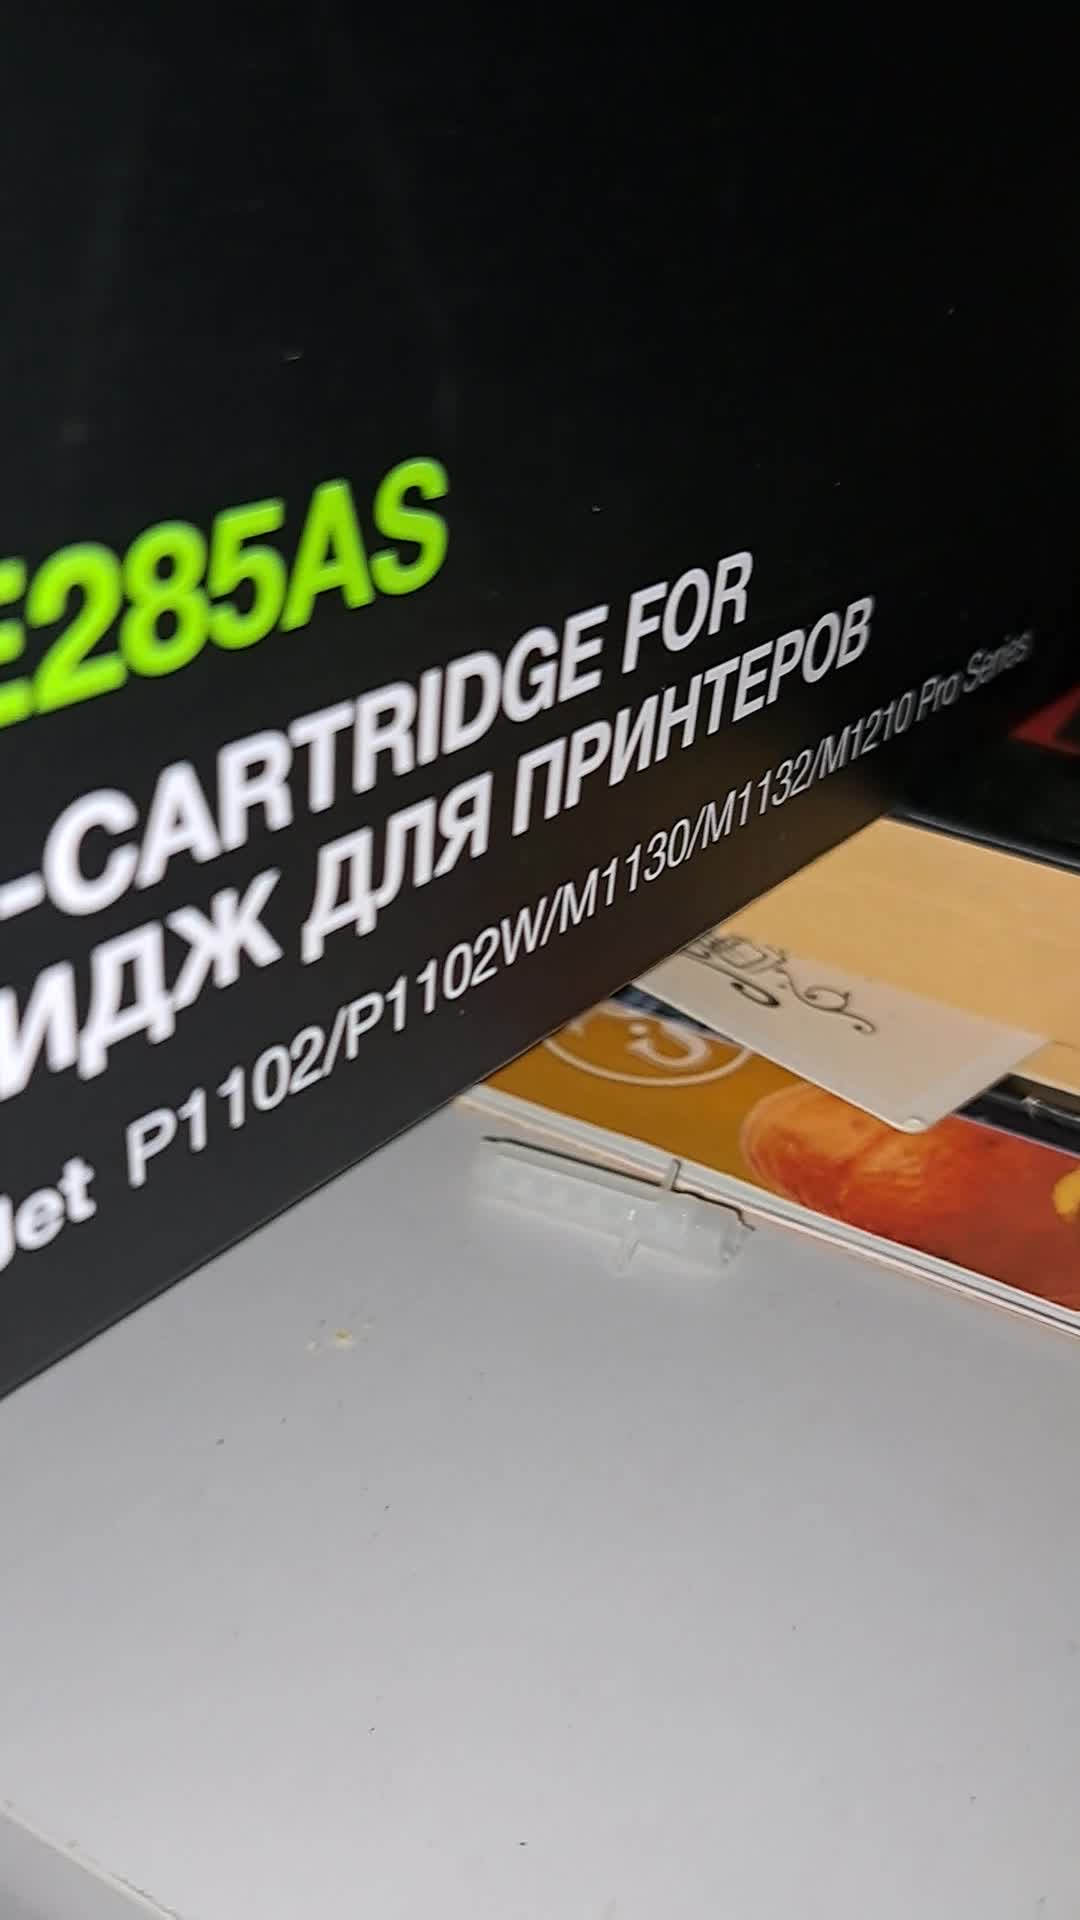 E285AS
-CARTRIDGE FOR
ИДЖ ДЛЯ ПРИНТЕРОВ
Jet P1102/P1102W/M1130/M1132/M1210 Pro Series